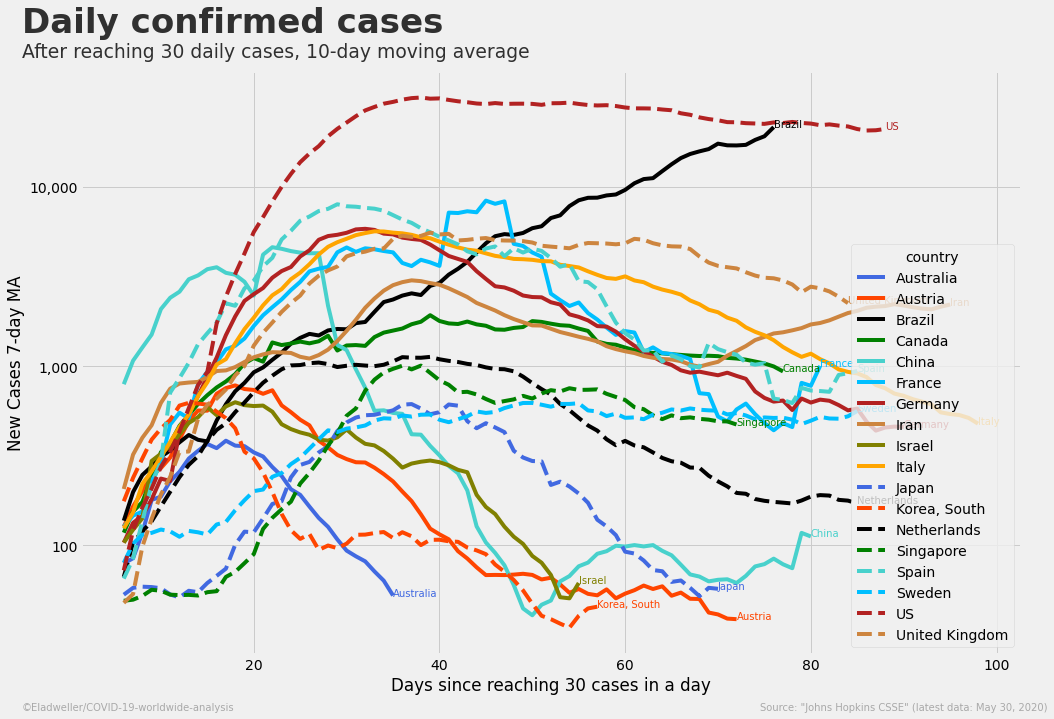 Daily confirmed cases
After reaching 30 daily cases, 10-day moving average
New Cases 7-day MA
10,000
1,000
100
20
40
60
80
100
Days since reaching 30 cases in a day
Brazil
US
Canada
Singapore
France
Spain
Sweden
Iran
Italy
Germany
Netherlands
China
Japan
Israel
Korea, South
Austria
Australia
country
Australia
Austria
Brazil
Canada
China
France
Germany
Iran
Israel
Italy
Japan
Korea, South
Netherlands
Singapore
Spain
Sweden
US
United Kingdom
©Eladweller/COVID-19-worldwide-analysis
Source: "Johns Hopkins CSSE" (latest data: May 30, 2020)